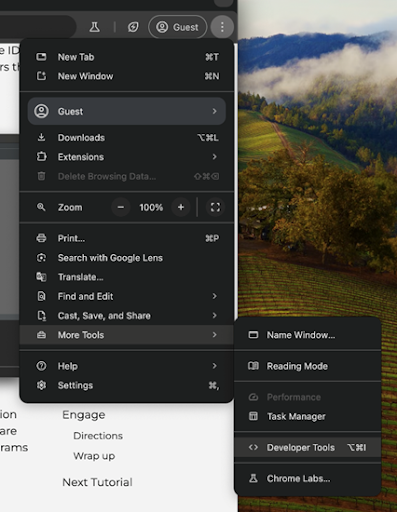 e ID
Guest
rs th
New Tab ⌘T
New Window ⌘N
Guest
Downloads ⌥⌘L
Extensions
Delete Browsing Data... ⇧⌘⌫
Zoom − 100% +
Print... ⌘P
Search with Google Lens
Translate...
Find and Edit
Cast, Save, and Share
More Tools
Help
Settings ⌘,
Name Window...
Reading Mode
Performance
Task Manager
Developer Tools ⌥⌘I
Chrome Labs...
tion
are
grams
Engage
Directions
Wrap up
Next Tutorial